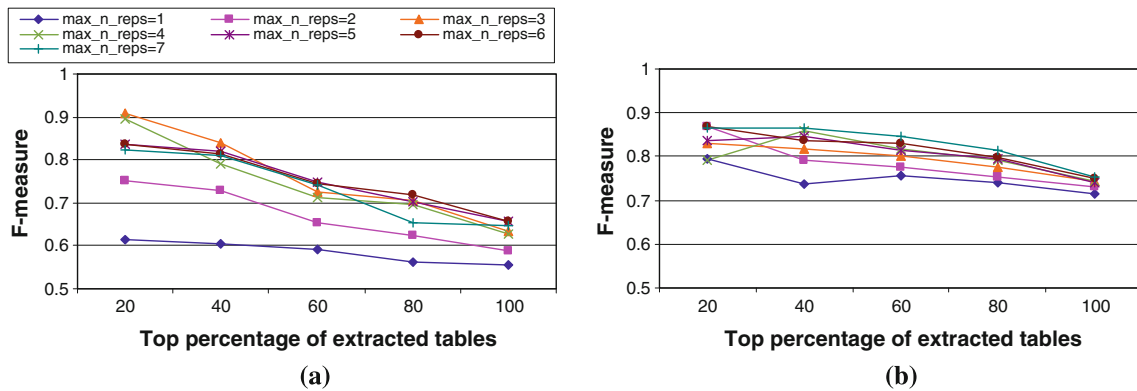 max_n_reps=1 max_n_reps=2 max_n_reps=3
max_n_reps=4 max_n_reps=5 max_n_reps=6
max_n_reps=7
1
0.9
0.8
0.7
0.6
0.5
F-measure
20 40 60 80 100
Top percentage of extracted tables
(a)
1
0.9
0.8
0.7
0.6
0.5
F-measure
20 40 60 80 100
Top percentage of extracted tables
(b)